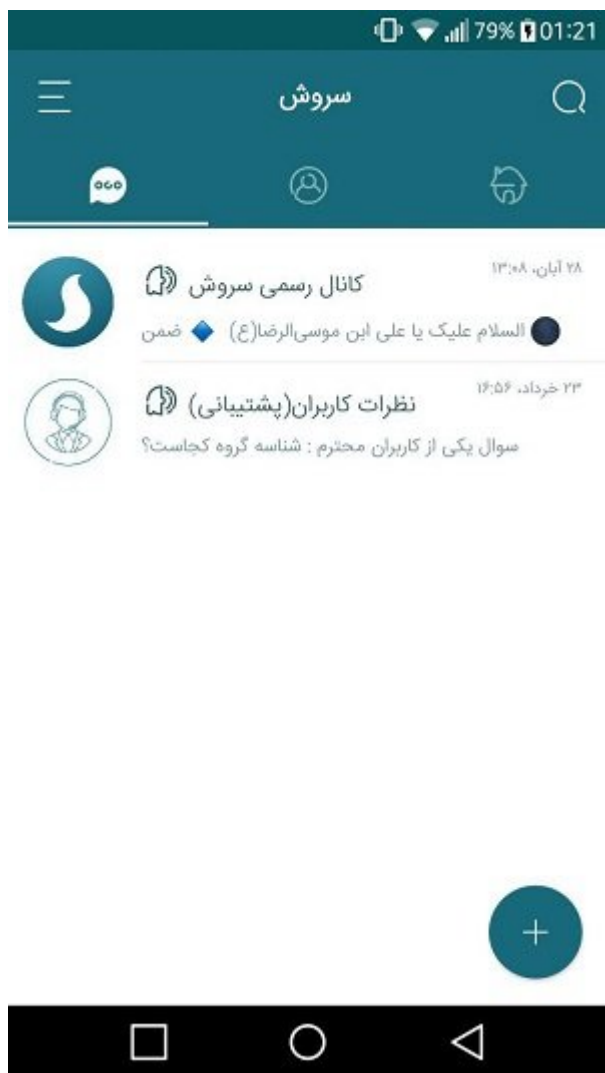 79% 01:21
سروش
کانال رسمی سروش
۲۸ آبان، ۱۳:۰۸
السلام علیک یا علی ابن موسی‌الرضا(ع) 🔷 ضمن
نظرات کاربران(پشتیبانی)
۲۳ خرداد، ۱۶:۵۶
سوال یکی از کاربران محترم : شناسه گروه کجاست؟